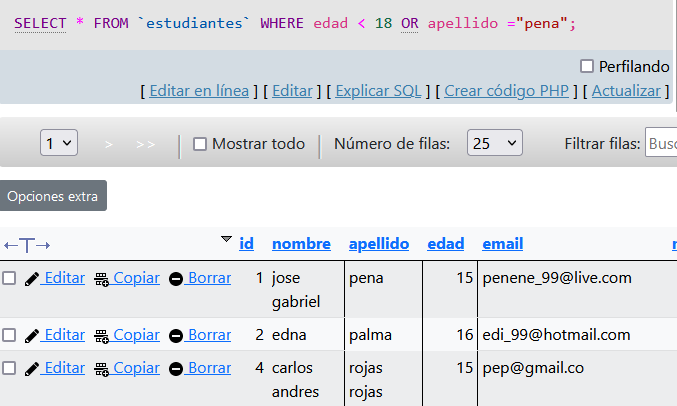 SELECT * FROM `estudiantes` WHERE edad < 18 OR apellido ="pena";
Perfilando
[ Editar en línea ] [ Editar ] [ Explicar SQL ] [ Crear código PHP ] [ Actualizar ]
1 > >> Mostrar todo Número de filas: 25 Filtrar filas:
Opciones extra
←T→ id nombre apellido edad email
Editar Copiar Borrar 1 jose gabriel pena 15 penene_99@live.com
Editar Copiar Borrar 2 edna palma 16 edi_99@hotmail.com
Editar Copiar Borrar 4 carlos andres rojas rojas 15 pep@gmail.co